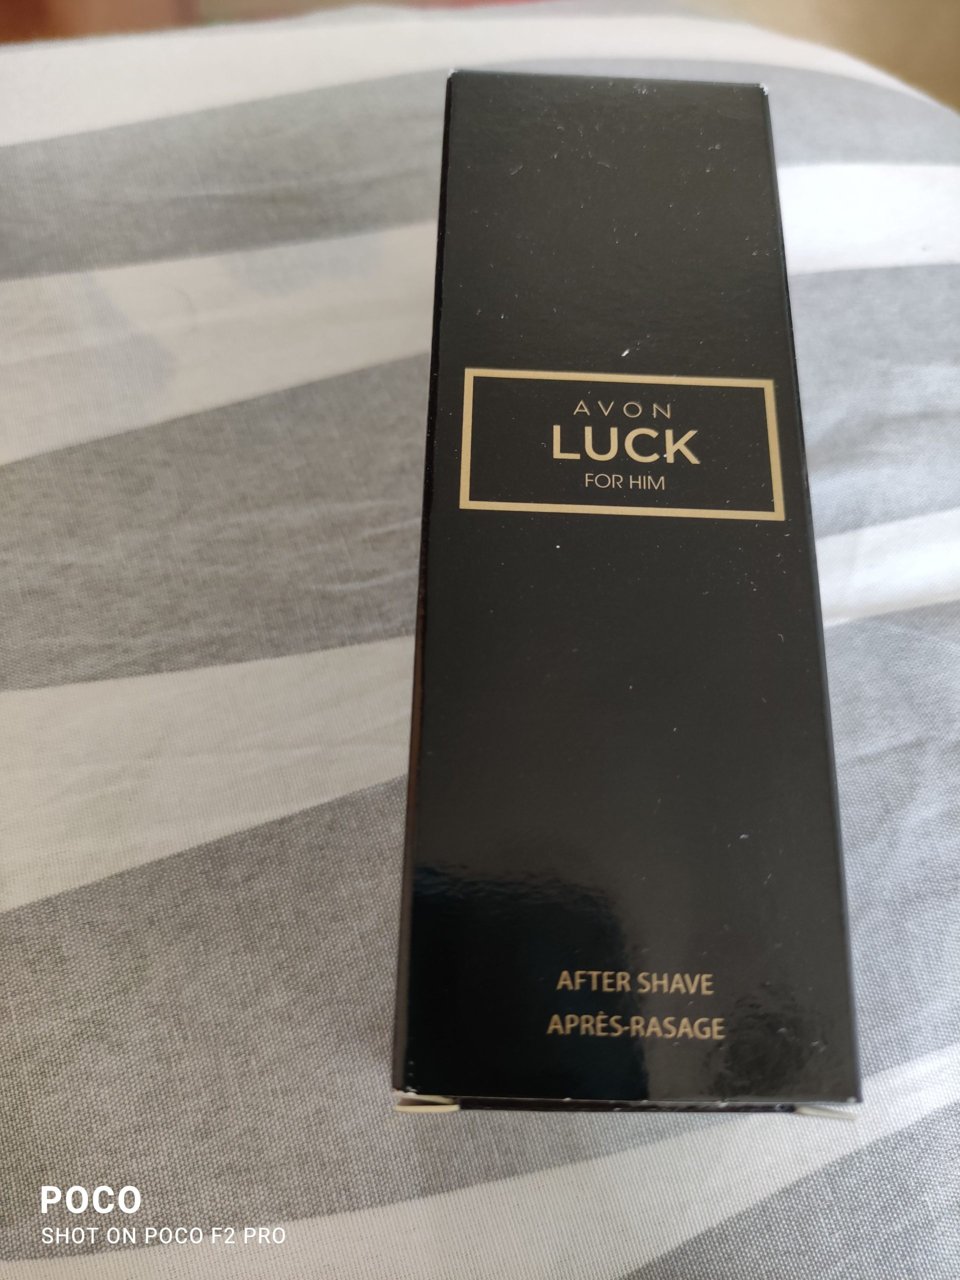 AVON
LUCK
FOR HIM
AFTER SHAVE
APRÈS-RASAGE
POCO
SHOT ON POCO F2 PRO